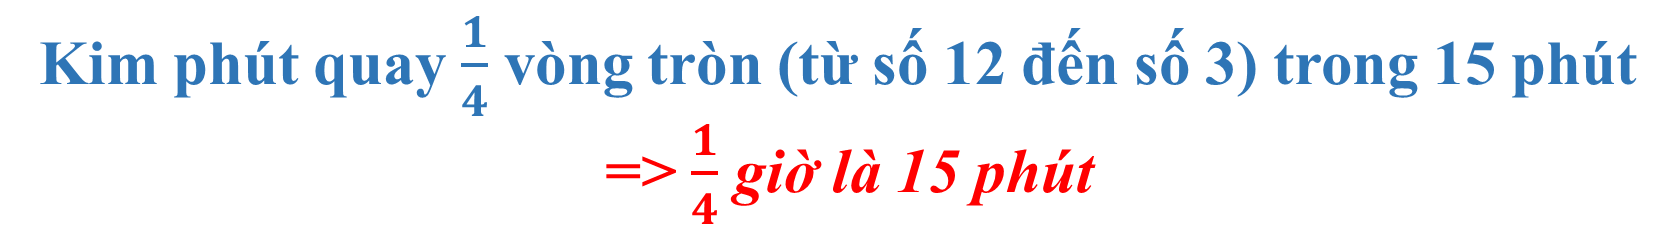 Kim phút quay 1/4 vòng tròn (từ số 12 đến số 3) trong 15 phút
=> 1/4 giờ là 15 phút